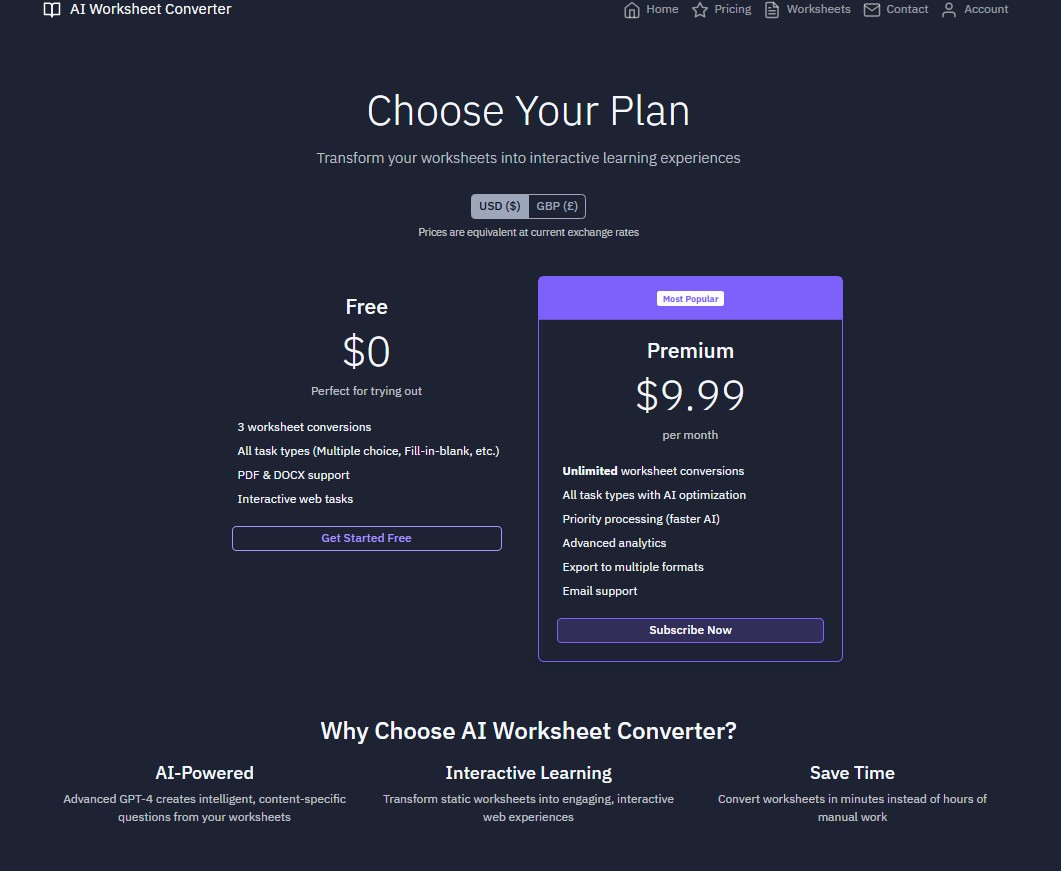 AI Worksheet Converter
Home
Pricing
Worksheets
Contact
Account
Choose Your Plan
Transform your worksheets into interactive learning experiences
USD ($)
GBP (£)
Prices are equivalent at current exchange rates
Free
$0
Perfect for trying out
3 worksheet conversions
All task types (Multiple choice, Fill-in-blank, etc.)
PDF & DOCX support
Interactive web tasks
Get Started Free
Most Popular
Premium
$9.99
per month
Unlimited worksheet conversions
All task types with AI optimization
Priority processing (faster AI)
Advanced analytics
Export to multiple formats
Email support
Subscribe Now
Why Choose AI Worksheet Converter?
AI-Powered
Advanced GPT-4 creates intelligent, content-specific
questions from your worksheets
Interactive Learning
Transform static worksheets into engaging, interactive
web experiences
Save Time
Convert worksheets in minutes instead of hours of
manual work